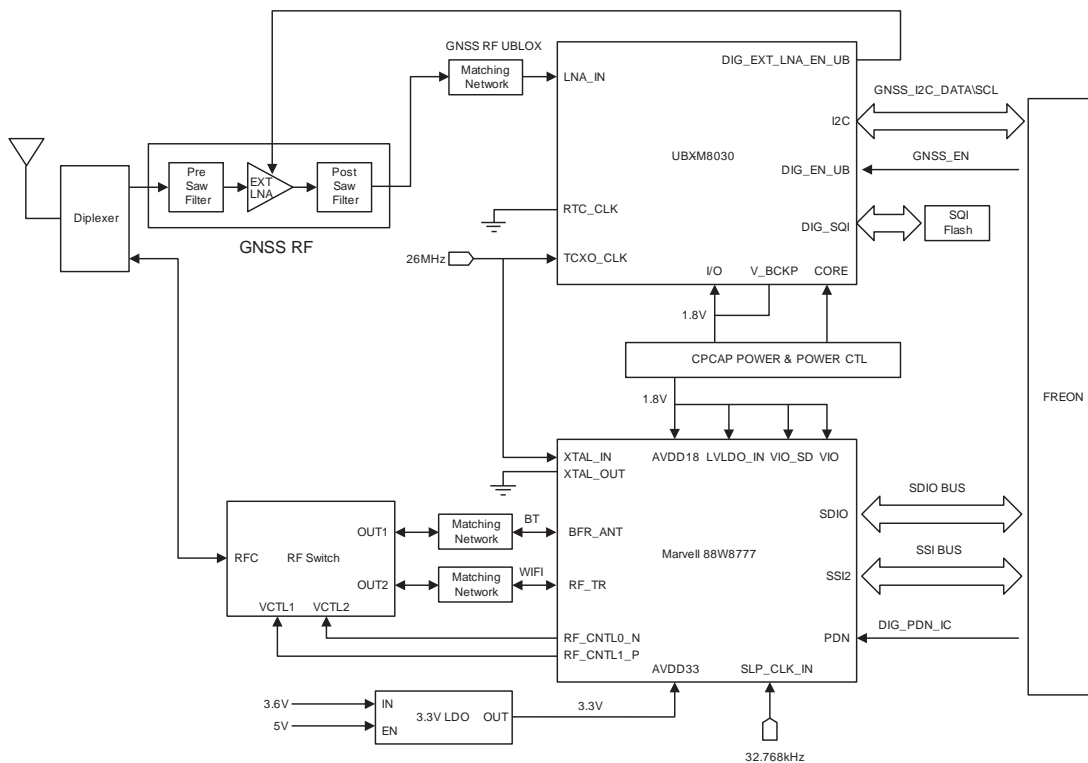 GNSS RF UBLOX
Matching
Network
LNA_IN
DIG_EXT_LNA_EN_UB
GNSS_I2C_DATA\SCL
I2C
UBXM8030
GNSS_EN
DIG_EN_UB
Pre
Saw
Filter
EXT
LNA
Post
Saw
Filter
Diplexer
GNSS RF
RTC_CLK
DIG_SQI
SQI
Flash
26MHz
TCXO_CLK
I/O
V_BCKP
CORE
1.8V
CPCAP POWER & POWER CTL
1.8V
FREON
XTAL_IN
AVDD18
LVLDO_IN
VIO_SD
VIO
XTAL_OUT
SDIO BUS
SDIO
OUT1
Matching
Network
BT
BFR_ANT
RFC
RF Switch
Marvell 88W8777
SSI BUS
SSI2
OUT2
Matching
Network
WIFI
RF_TR
VCTL1
VCTL2
DIG_PDN_IC
RF_CNTL0_N
PDN
RF_CNTL1_P
AVDD33
SLP_CLK_IN
3.6V
IN
3.3V LDO
OUT
3.3V
5V
EN
32.768kHz